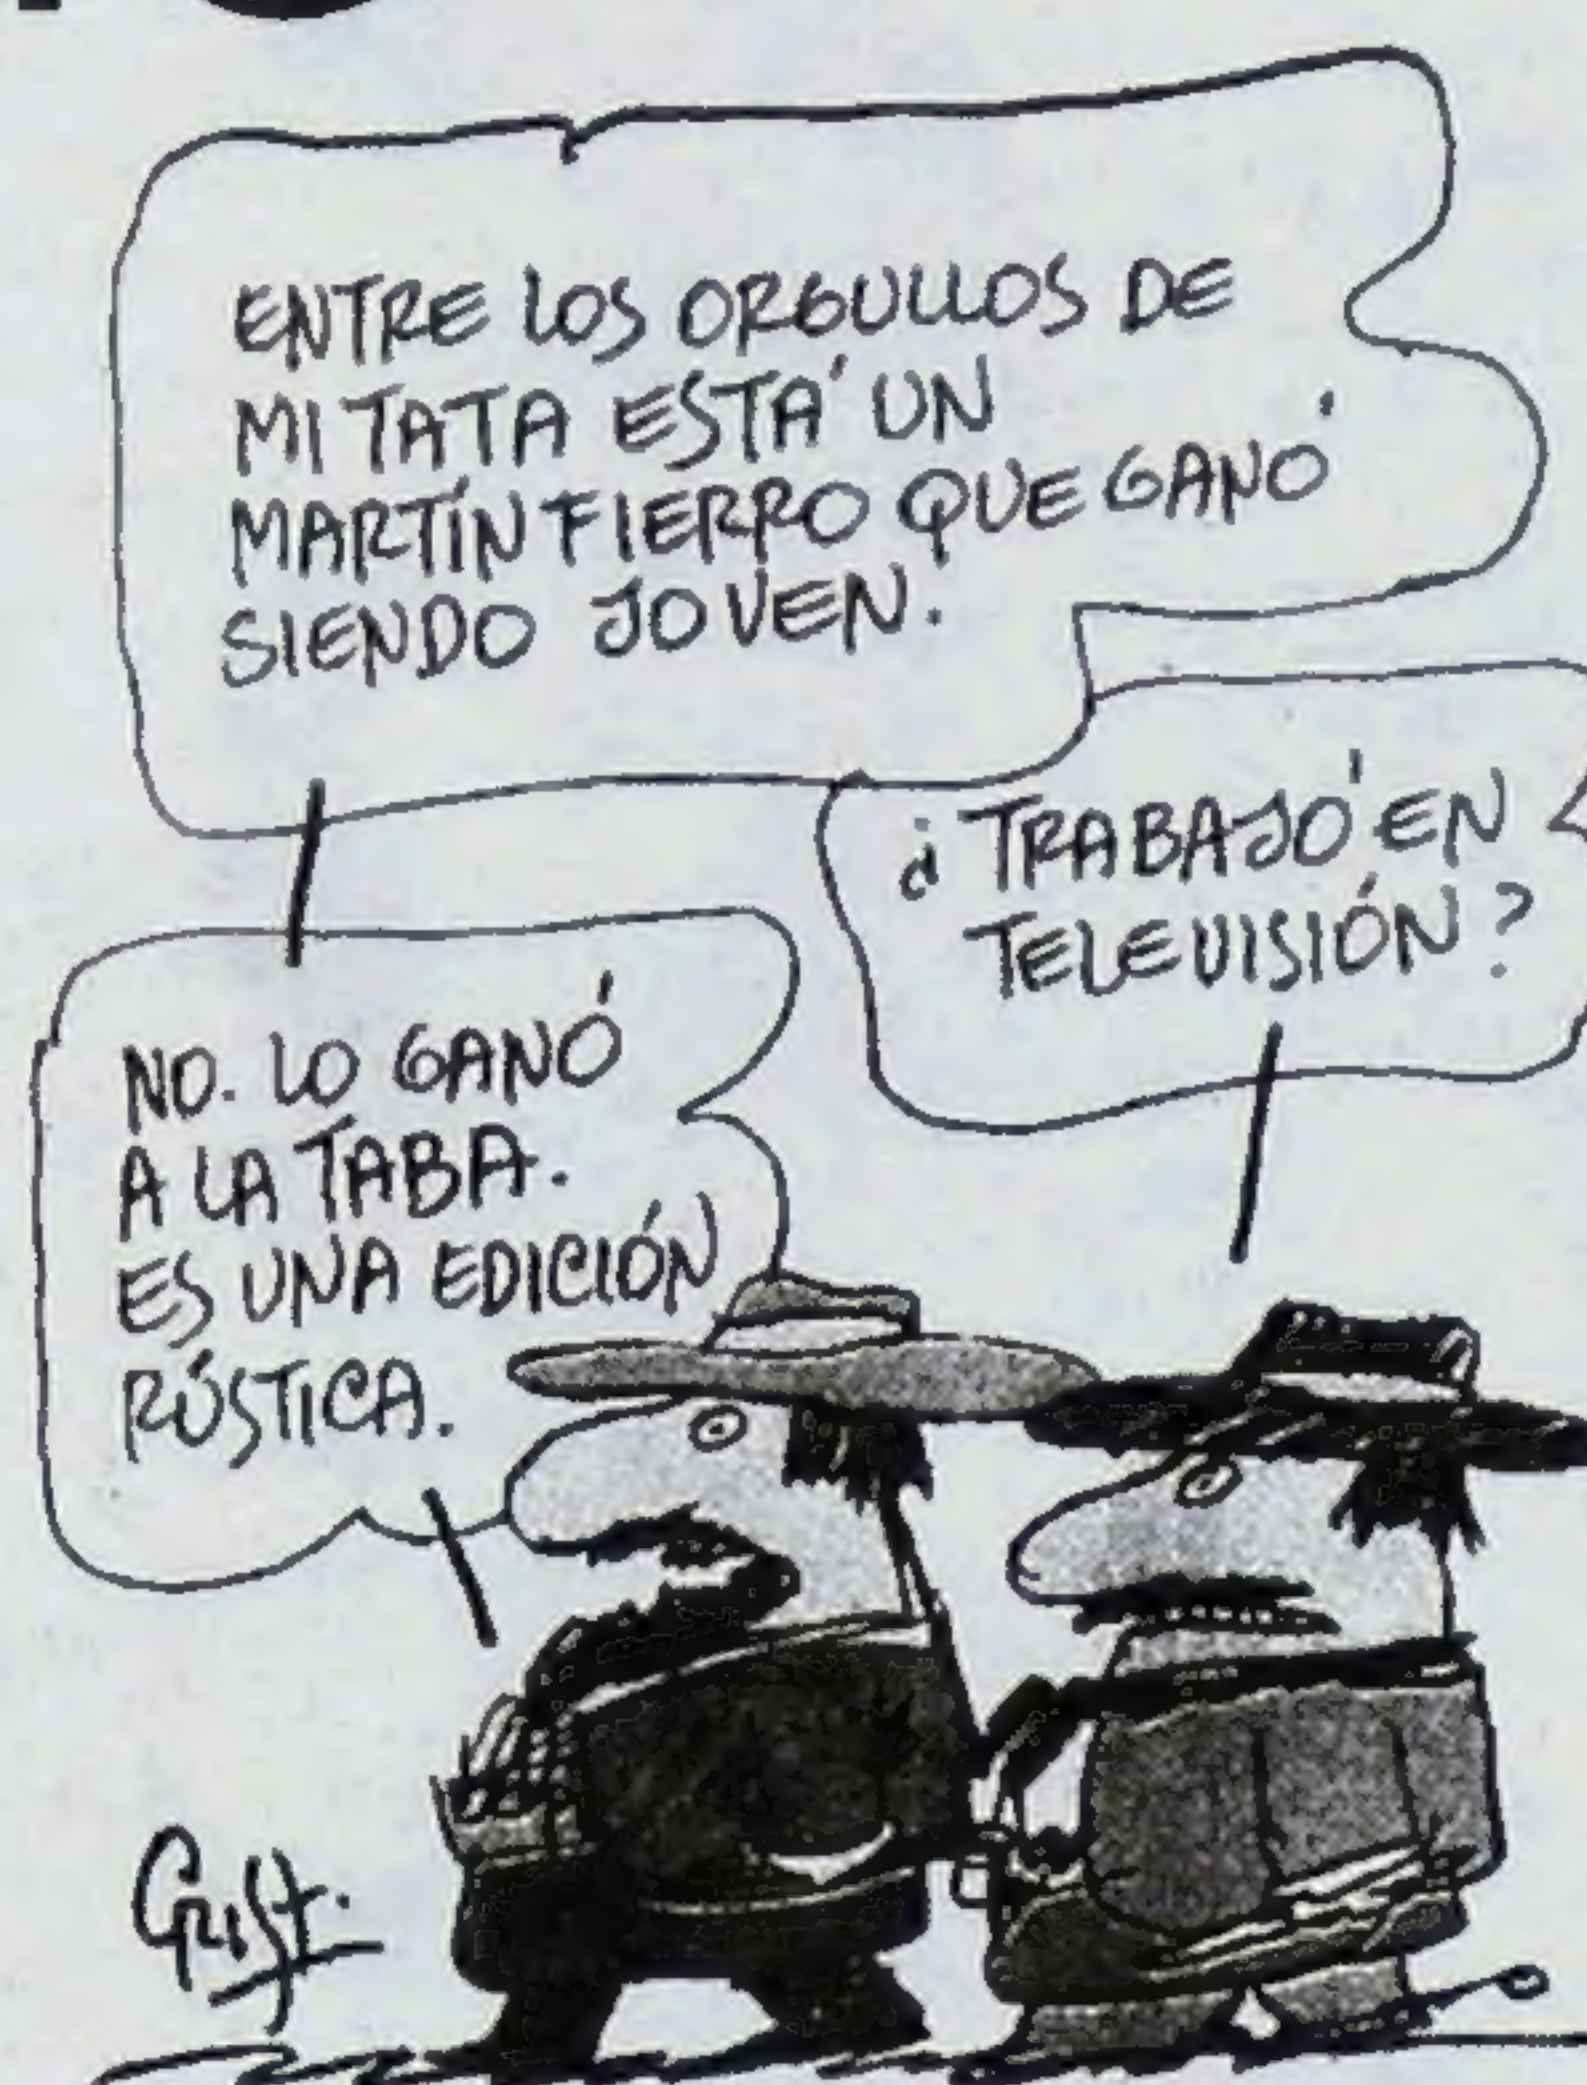 ENTRE LOS ORGULLOS DE
MI TATA ESTÁ UN
MARTÍN FIERRO QUE GANÓ
SIENDO JOVEN.
¿TRABAJÓ EN
TELEVISIÓN?
NO. LO GANÓ
A LA TABA.
ES UNA EDICIÓN
RÚSTICA.
CRIST.